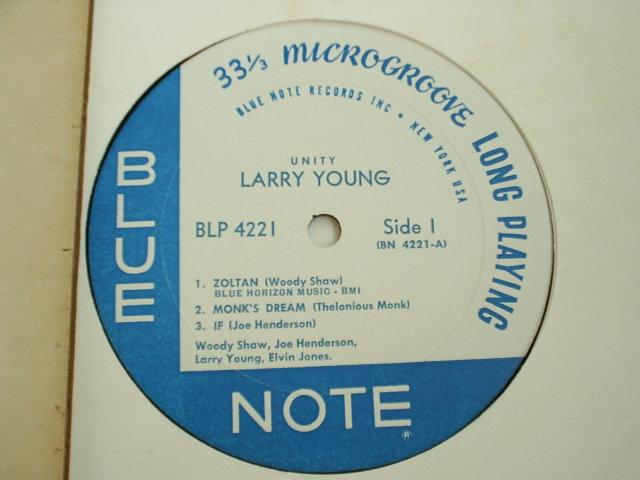 33⅓ MICROGROOVE LONG PLAYING
BLUE NOTE RECORDS INC • NEW YORK USA
UNITY
LARRY YOUNG
BLP 4221
Side 1
(BN 4221-A)
1. ZOLTAN (Woody Shaw)
BLUE HORIZON MUSIC - BMI
2. MONK'S DREAM (Thelonious Monk)
3. IF (Joe Henderson)
Woody Shaw, Joe Henderson,
Larry Young, Elvin Jones.
BLUE
NOTE®